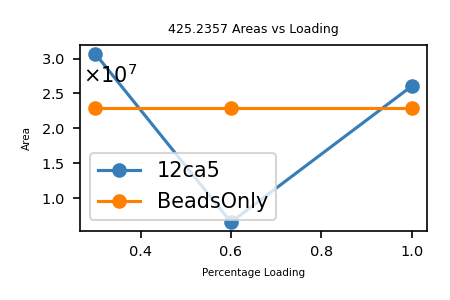 425.2357 Areas vs Loading
×10⁷
3.0
2.5
2.0
1.5
1.0
Area
12ca5
BeadsOnly
0.4 0.6 0.8 1.0
Percentage Loading